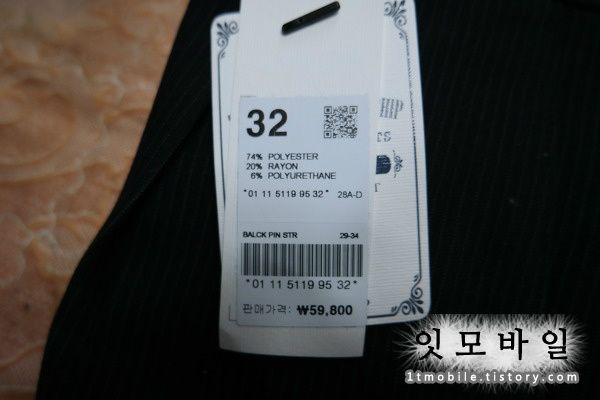 32
74% POLYESTER
20% RAYON
6% POLYURETHANE
*01 11 5119 95 32* 28A-D
BALCK PIN STR 29-34
*01 11 5119 95 32*
판매가격: ₩59,800
잇모바일
1tmobile.tistory.com